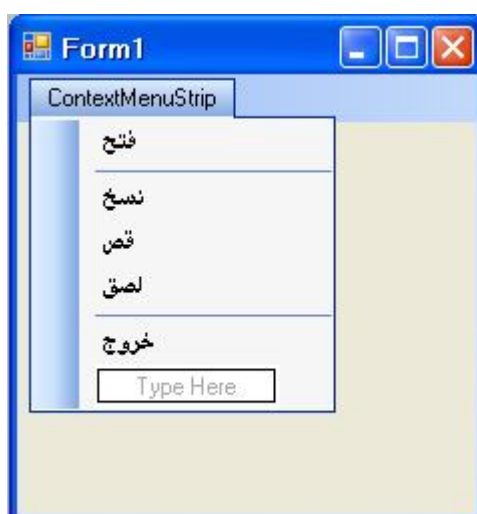 Form1
ContextMenuStrip
فتح
نسخ
قص
لصق
خروج
Type Here